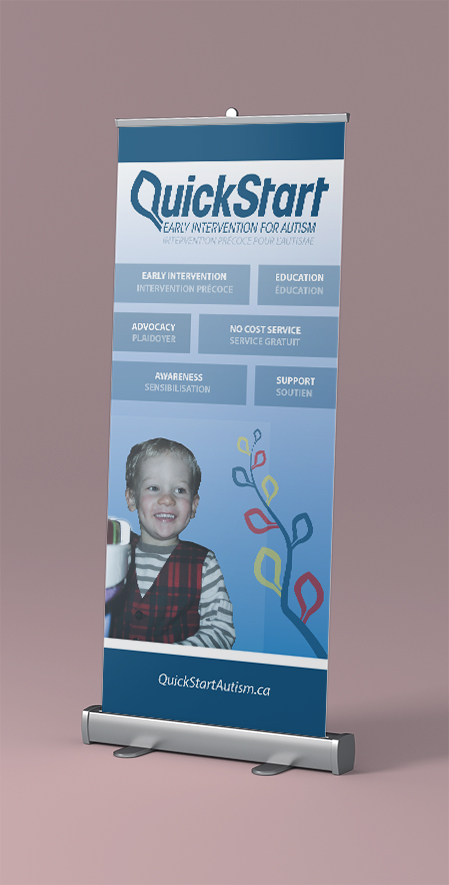 QuickStart
EARLY INTERVENTION FOR AUTISM
INTERVENTION PRÉCOCE POUR L'AUTISME
EARLY INTERVENTION
INTERVENTION PRÉCOCE
EDUCATION
ÉDUCATION
ADVOCACY
PLAIDOYER
NO COST SERVICE
SERVICE GRATUIT
AWARENESS
SENSIBILISATION
SUPPORT
SOUTIEN
QuickStartAutism.ca